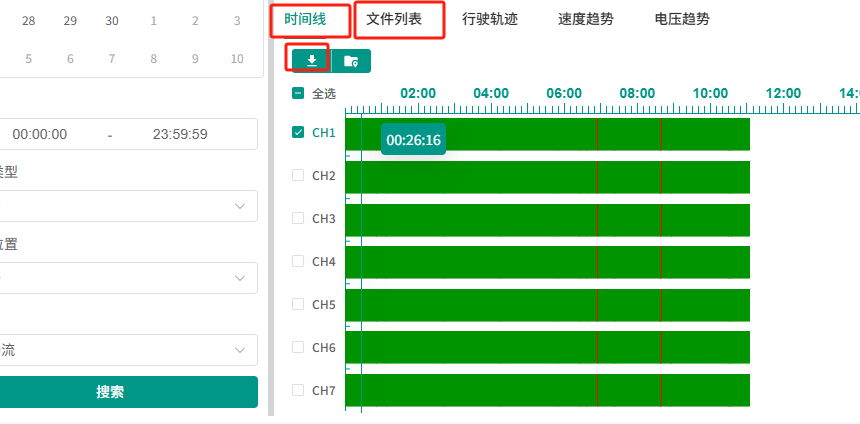 28 29 30 1 2 3
5 6 7 8 9 10
00:00:00 - 23:59:59
类型
位置
流
搜索
时间线 文件列表 行驶轨迹 速度趋势 电压趋势
全选 02:00 04:00 06:00 08:00 10:00 12:00 14:
CH1
00:26:16
CH2
CH3
CH4
CH5
CH6
CH7